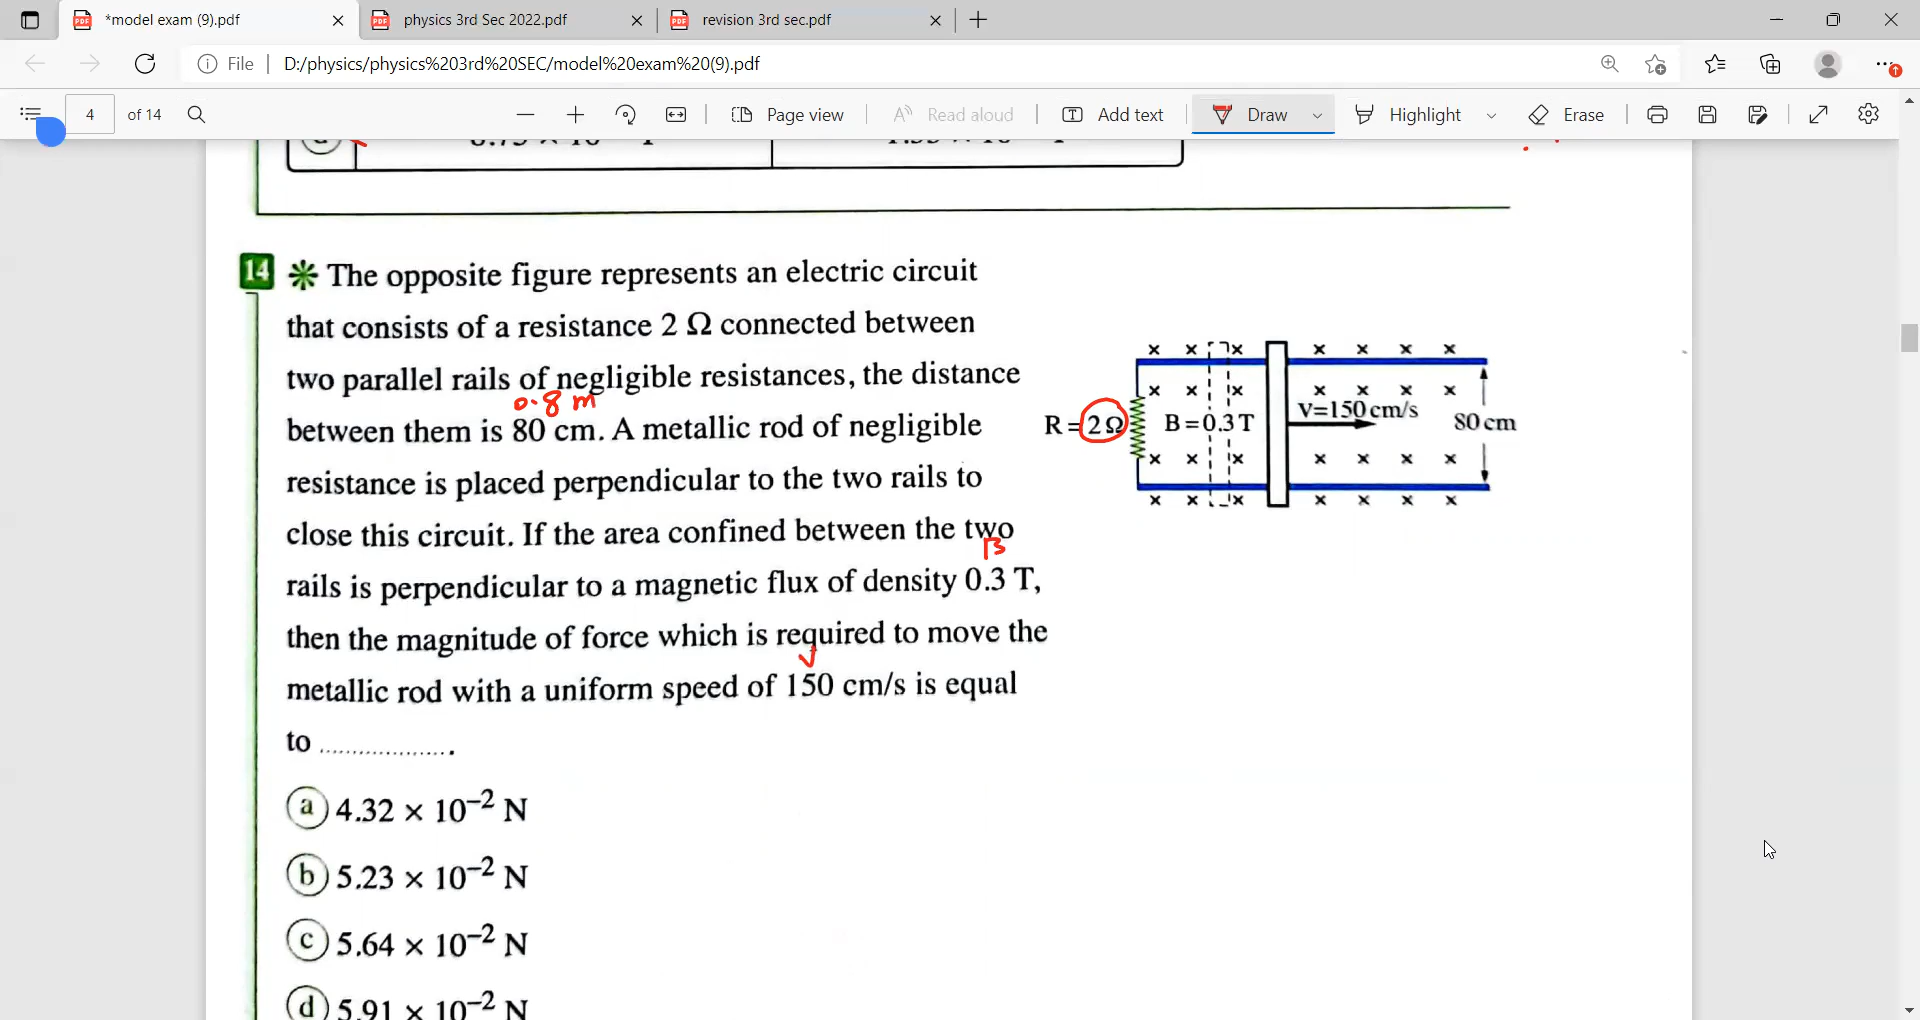 *model exam (9).pdf
physics 3rd Sec 2022.pdf
revision 3rd sec.pdf
File
D:/physics/physics%203rd%20SEC/model%20exam%20(9).pdf
4 of 14
Page view
Read aloud
Add text
Draw
Highlight
Erase
14 The opposite figure represents an electric circuit
that consists of a resistance 2 Ω connected between
two parallel rails of negligible resistances, the distance
0.8 m
between them is 80 cm. A metallic rod of negligible
resistance is placed perpendicular to the two rails to
close this circuit. If the area confined between the two
B
rails is perpendicular to a magnetic flux of density 0.3 T,
then the magnitude of force which is required to move the
v
metallic rod with a uniform speed of 150 cm/s is equal
to ....................
a 4.32 × 10⁻² N
b 5.23 × 10⁻² N
c 5.64 × 10⁻² N
d 5.91 × 10⁻² N
R = 2 Ω
B = 0.3 T
V=150 cm/s
80 cm